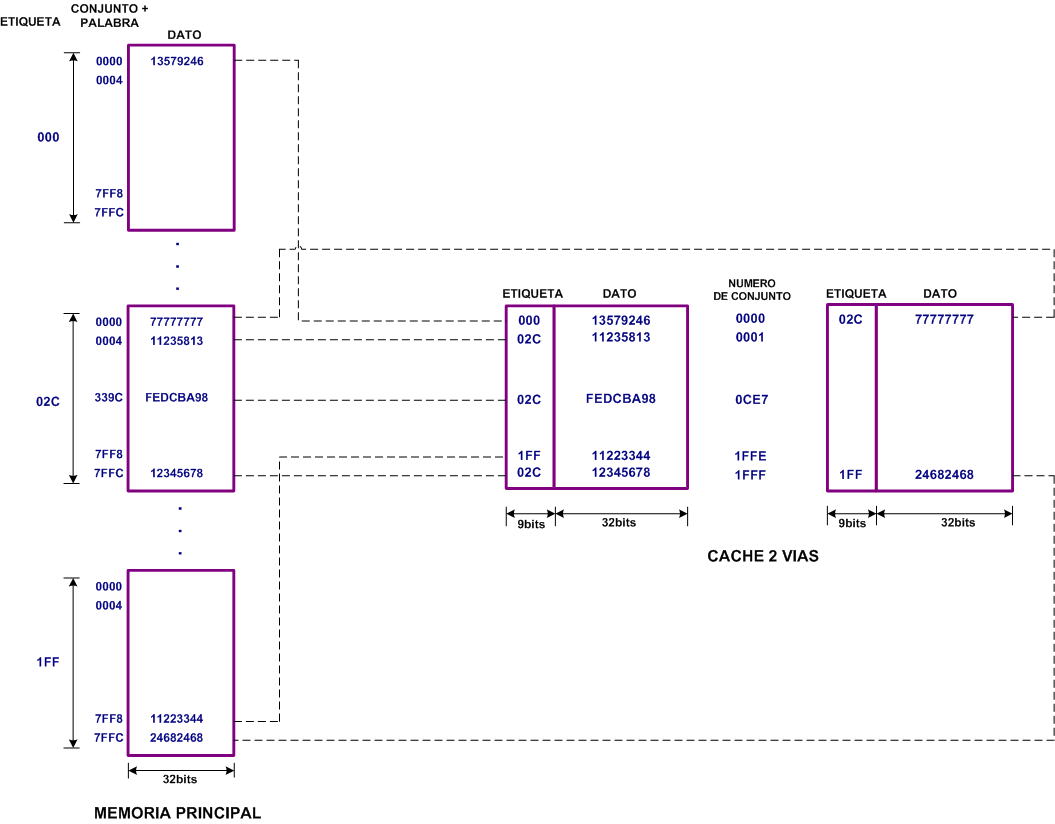 ETIQUETA
CONJUNTO +
PALABRA
DATO
0000 13579246
0004
000
7FF8
7FFC
0000 77777777
0004 11235813
02C
339C FEDCBA98
7FF8
7FFC 12345678
0000
0004
1FF
7FF8 11223344
7FFC 24682468
32bits
MEMORIA PRINCIPAL
ETIQUETA DATO
NUMERO
DE CONJUNTO
ETIQUETA DATO
000 13579246 0000 02C 77777777
02C 11235813 0001
02C FEDCBA98 0CE7
1FF 11223344 1FFE
02C 12345678 1FFF 1FF 24682468
9bits 32bits 9bits 32bits
CACHE 2 VIAS